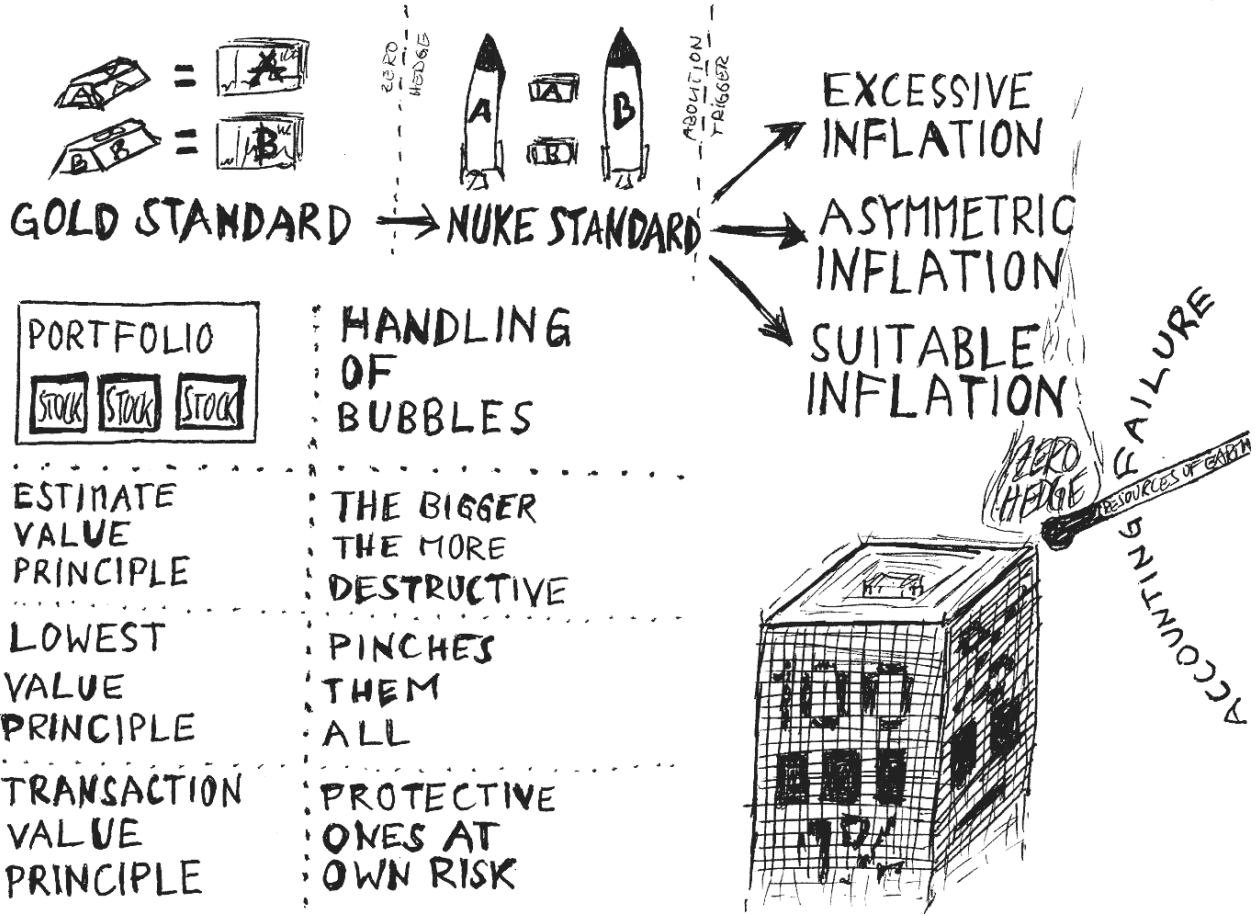 A A = A
B B = B
ZERO
HEDGE
A
A
B
B
ABOLITION
TRIGGER
GOLD STANDARD
NUKE STANDARD
EXCESSIVE
INFLATION
ASYMMETRIC
INFLATION
SUITABLE
INFLATION
PORTFOLIO
STOCK STOCK STOCK
HANDLING
OF
BUBBLES
ESTIMATE
VALUE
PRINCIPLE
THE BIGGER
THE MORE
DESTRUCTIVE
LOWEST
VALUE
PRINCIPLE
PINCHES
THEM
ALL
TRANSACTION
VALUE
PRINCIPLE
PROTECTIVE
ONES AT
OWN RISK
ZERO
HEDGE
RESOURCES OF EARTH
ACCOUNTING FAILURE